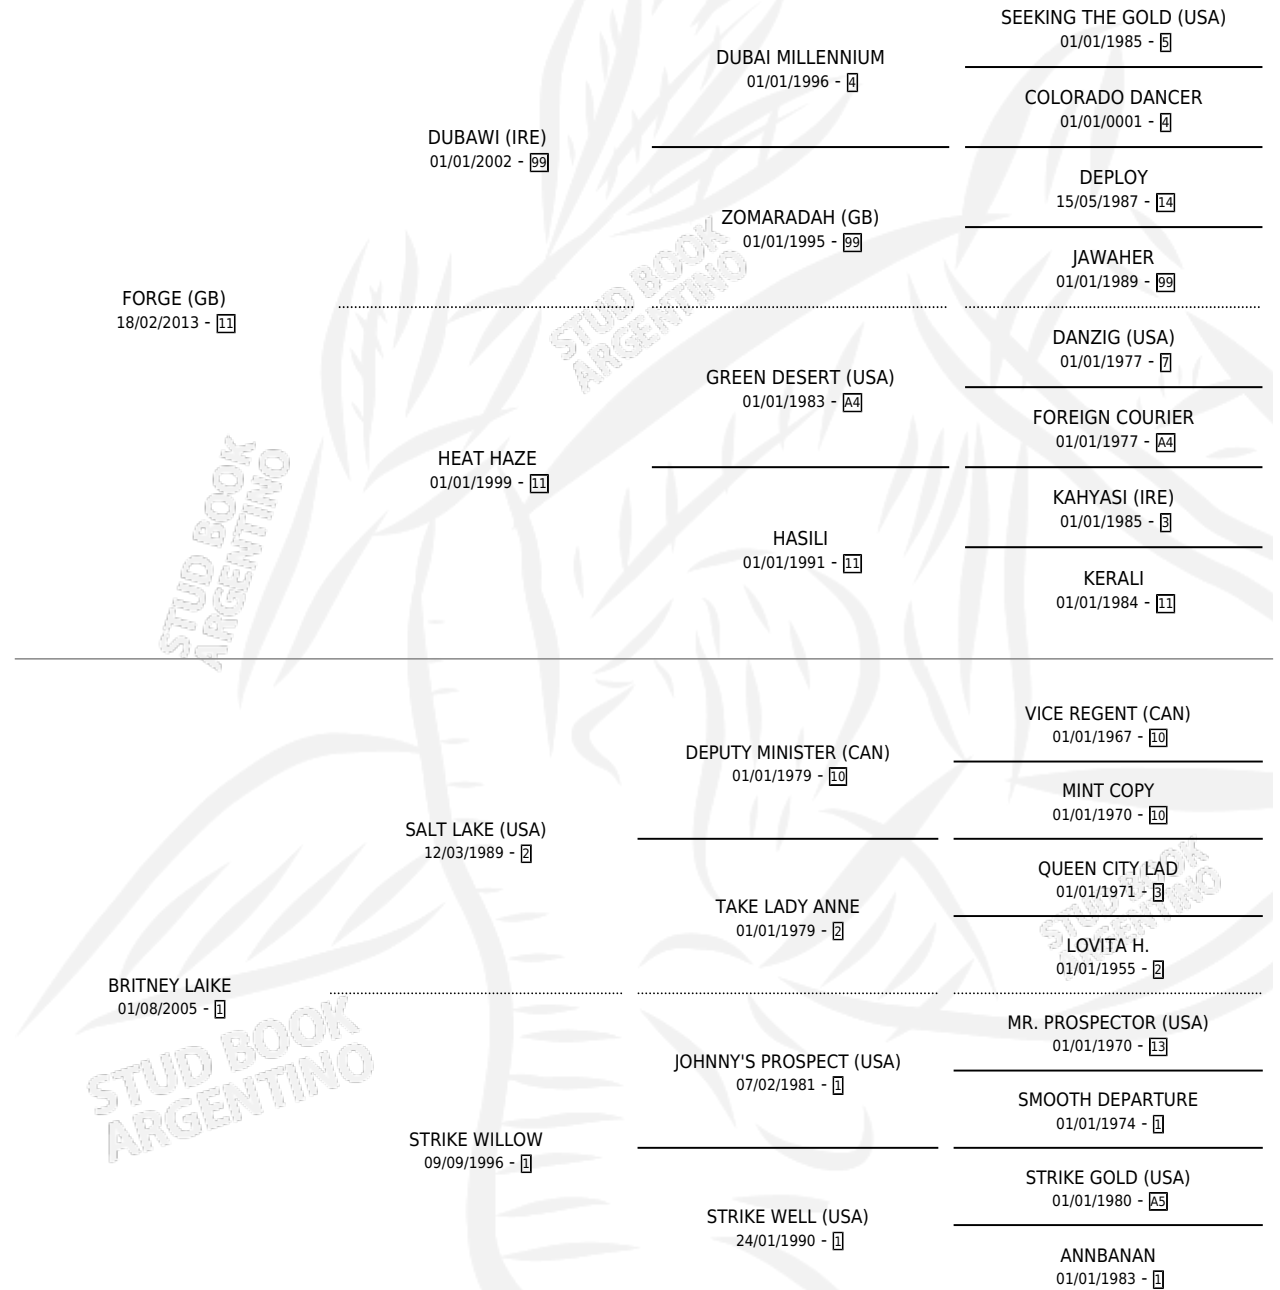 SEEKING THE GOLD (USA)
01/01/1985 - 5
DUBAI MILLENNIUM
01/01/1996 - 4
COLORADO DANCER
01/01/0001 - 4
DUBAWI (IRE)
01/01/2002 - 99
DEPLOY
15/05/1987 - 14
ZOMARADAH (GB)
01/01/1995 - 99
JAWAHER
01/01/1989 - 99
FORGE (GB)
18/02/2013 - 11
DANZIG (USA)
01/01/1977 - 7
GREEN DESERT (USA)
01/01/1983 - A4
FOREIGN COURIER
01/01/1977 - A4
HEAT HAZE
01/01/1999 - 11
KAHYASI (IRE)
01/01/1985 - 3
HASILI
01/01/1991 - 11
KERALI
01/01/1984 - 11
STUD BOOK
ARGENTINO
STUD BOOK
ARGENTINO
VICE REGENT (CAN)
01/01/1967 - 10
DEPUTY MINISTER (CAN)
01/01/1979 - 10
MINT COPY
01/01/1970 - 10
SALT LAKE (USA)
12/03/1989 - 2
QUEEN CITY LAD
01/01/1971 - 3
TAKE LADY ANNE
01/01/1979 - 2
LOVITA H.
01/01/1955 - 2
BRITNEY LAIKE
01/08/2005 - 1
MR. PROSPECTOR (USA)
01/01/1970 - 13
JOHNNY'S PROSPECT (USA)
07/02/1981 - 1
SMOOTH DEPARTURE
01/01/1974 - 1
STRIKE WILLOW
09/09/1996 - 1
STRIKE GOLD (USA)
01/01/1980 - A5
STRIKE WELL (USA)
24/01/1990 - 1
ANNBANAN
01/01/1983 - 1
STUD BOOK
ARGENTINO
STUD BOOK
ARGENTINO